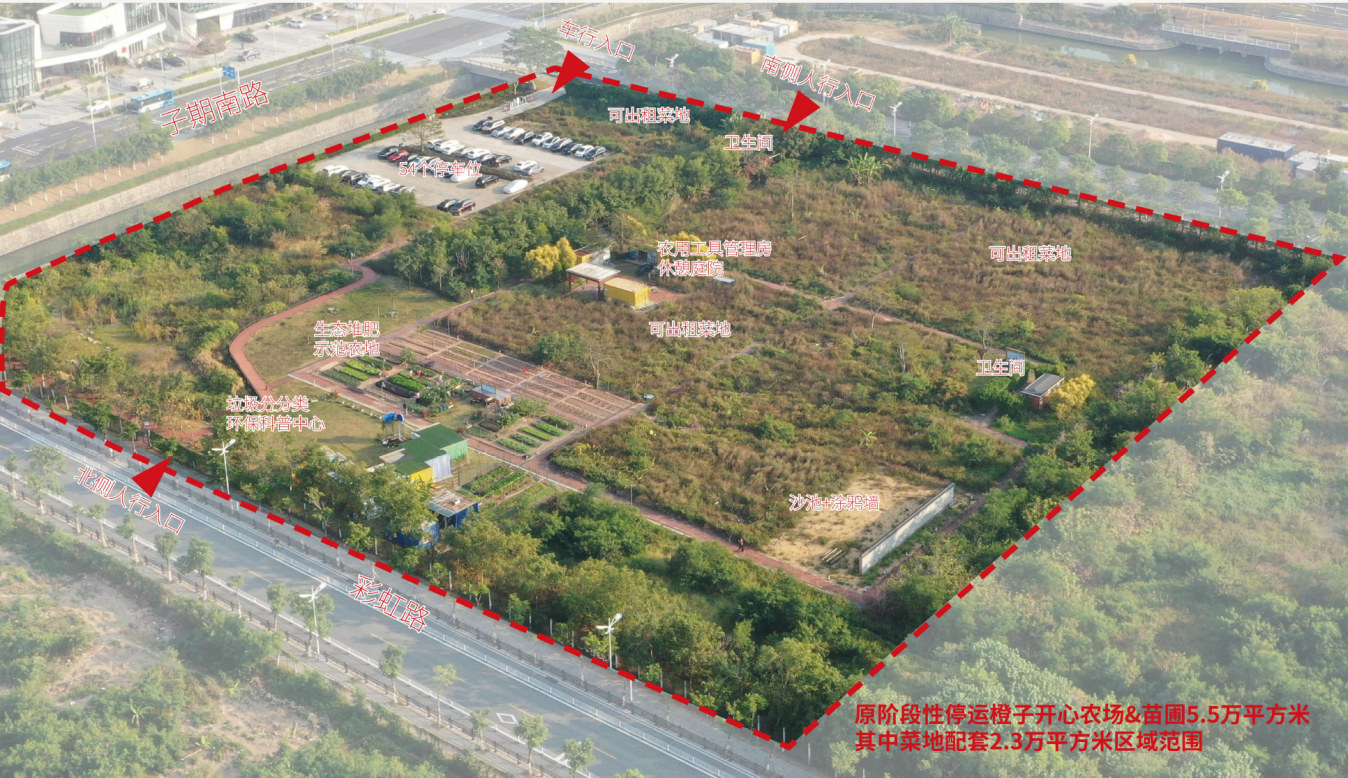 车行入口
南侧人行入口
子期南路
可出租菜地
卫生间
54个停车位
农用工具管理房
休憩庭院
可出租菜地
生态堆肥
示范农地
可出租菜地
卫生间
垃圾分分类
环保科普中心
北侧人行入口
沙池+涂鸦墙
彩虹路
原阶段性停运橙子开心农场&苗圃5.5万平方米
其中菜地配套2.3万平方米区域范围